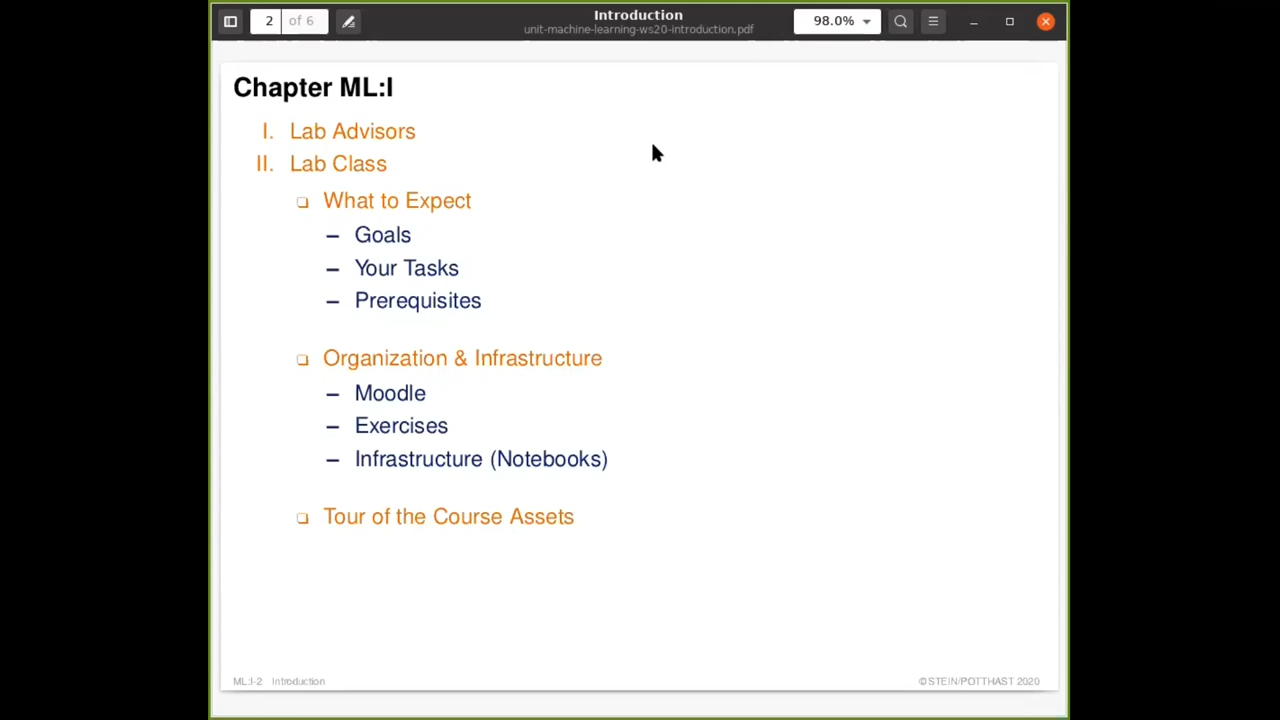 2 of 6
Introduction
unit-machine-learning-ws20-introduction.pdf
98.0%
Chapter ML:I
I. Lab Advisors
II. Lab Class
❑ What to Expect
– Goals
– Your Tasks
– Prerequisites
❑ Organization & Infrastructure
– Moodle
– Exercises
– Infrastructure (Notebooks)
❑ Tour of the Course Assets
ML:I-2 Introduction
©STEIN/POTTHAST 2020